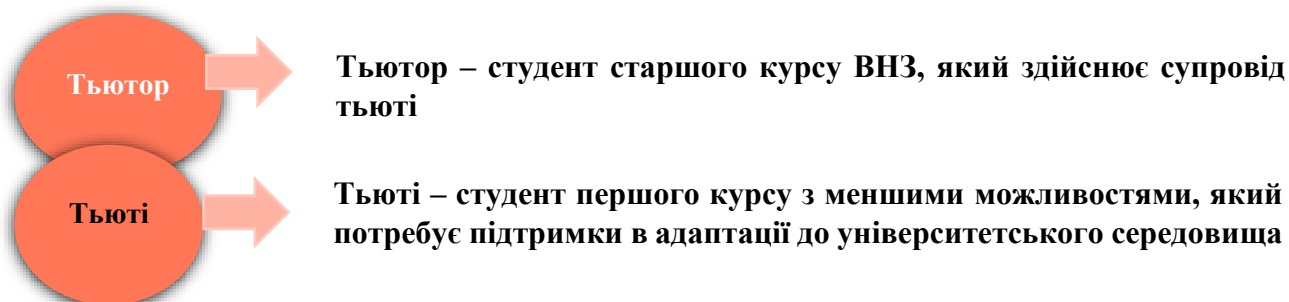 Тьютор
Тьютор – студент старшого курсу ВНЗ, який здійснює супровід
тьюті
Тьюті
Тьюті – студент першого курсу з меншими можливостями, який
потребує підтримки в адаптації до університетського середовища